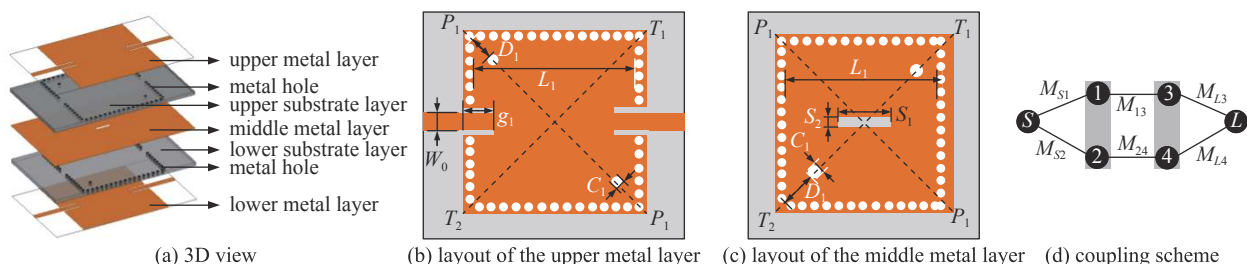 upper metal layer
metal hole
upper substrate layer
middle metal layer
lower substrate layer
metal hole
lower metal layer
(a) 3D view
P1
T1
D1
L1
g1
W0
C1
T2
P1
(b) layout of the upper metal layer
P1
T1
L1
S2
S1
C1
D1
T2
P1
(c) layout of the middle metal layer
MS1
1
3
ML3
M13
S
L
MS2
M24
ML4
2
4
(d) coupling scheme